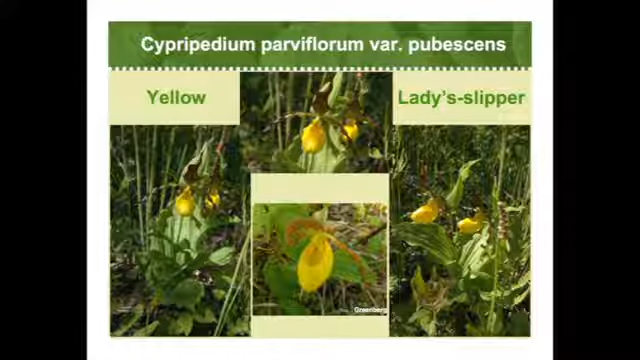 Cypripedium parviflorum var. pubescens
Yellow
Lady's-slipper
Greenberg